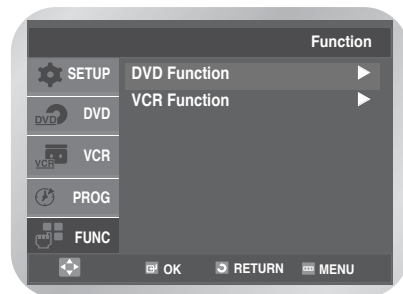 Function
SETUP
DVD Function
VCR Function
DVD DVD
VCR VCR
PROG
FUNC
OK RETURN MENU